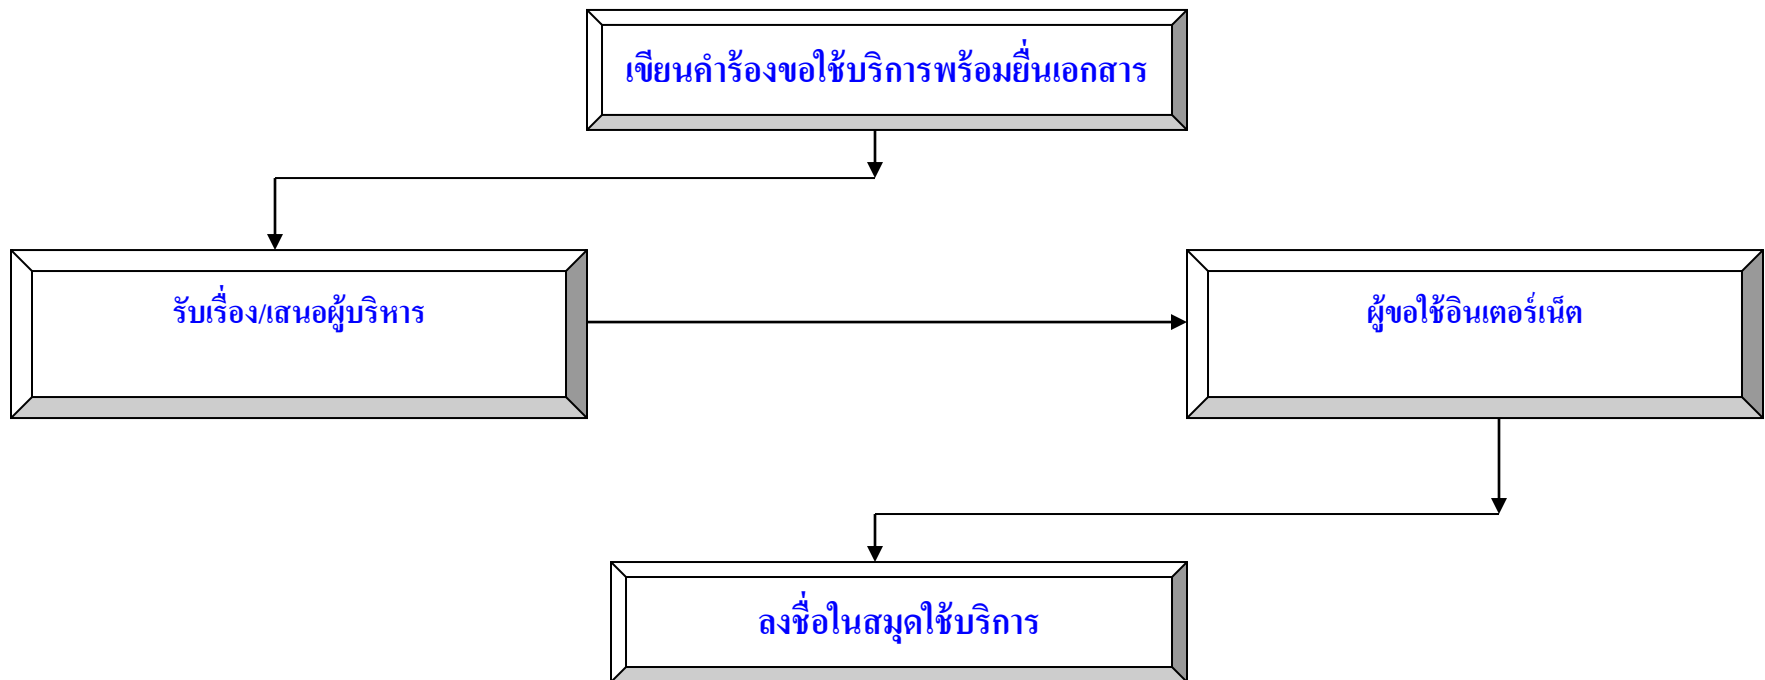 เขียนคำร้องขอใช้บริการพร้อมยื่นเอกสาร
รับเรื่อง/เสนอผู้บริหาร
ผู้ขอใช้อินเตอร์เน็ต
ลงชื่อในสมุดใช้บริการ